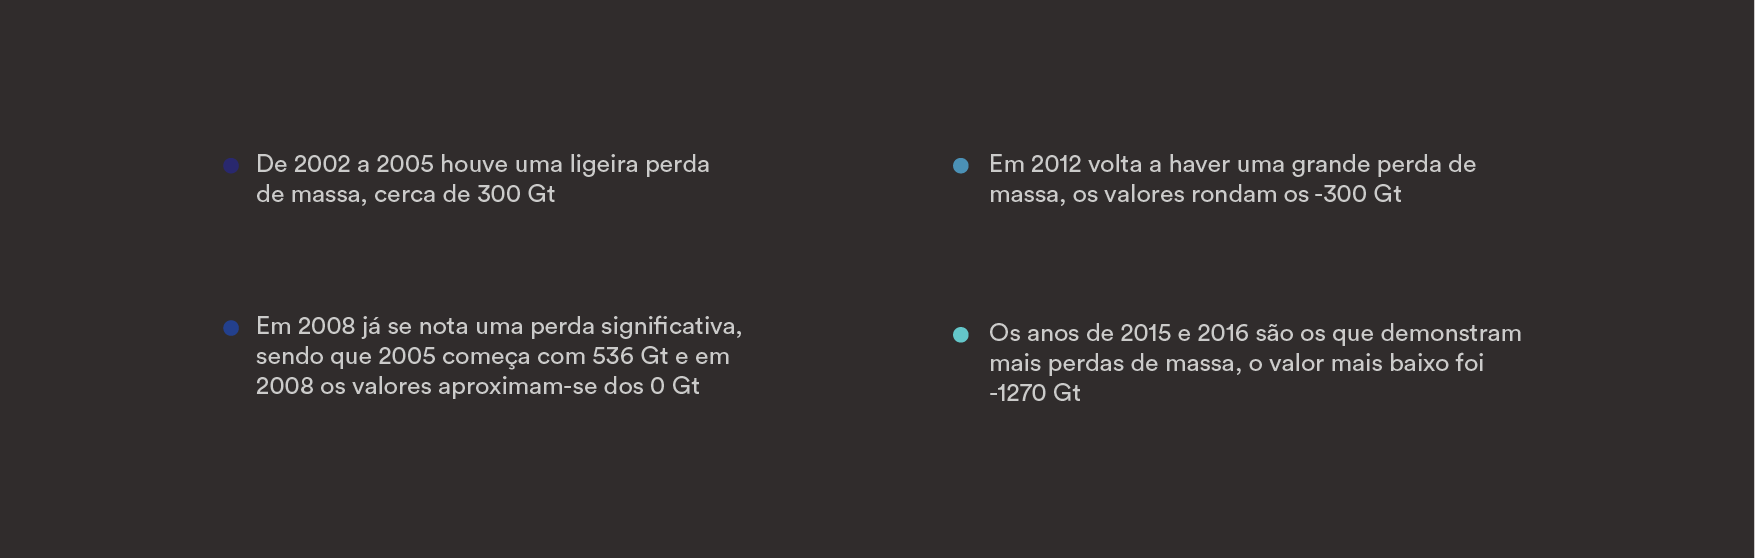 De 2002 a 2005 houve uma ligeira perda
de massa, cerca de 300 Gt
Em 2008 já se nota uma perda significativa,
sendo que 2005 começa com 536 Gt e em
2008 os valores aproximam-se dos 0 Gt
Em 2012 volta a haver uma grande perda de
massa, os valores rondam os -300 Gt
Os anos de 2015 e 2016 são os que demonstram
mais perdas de massa, o valor mais baixo foi
-1270 Gt